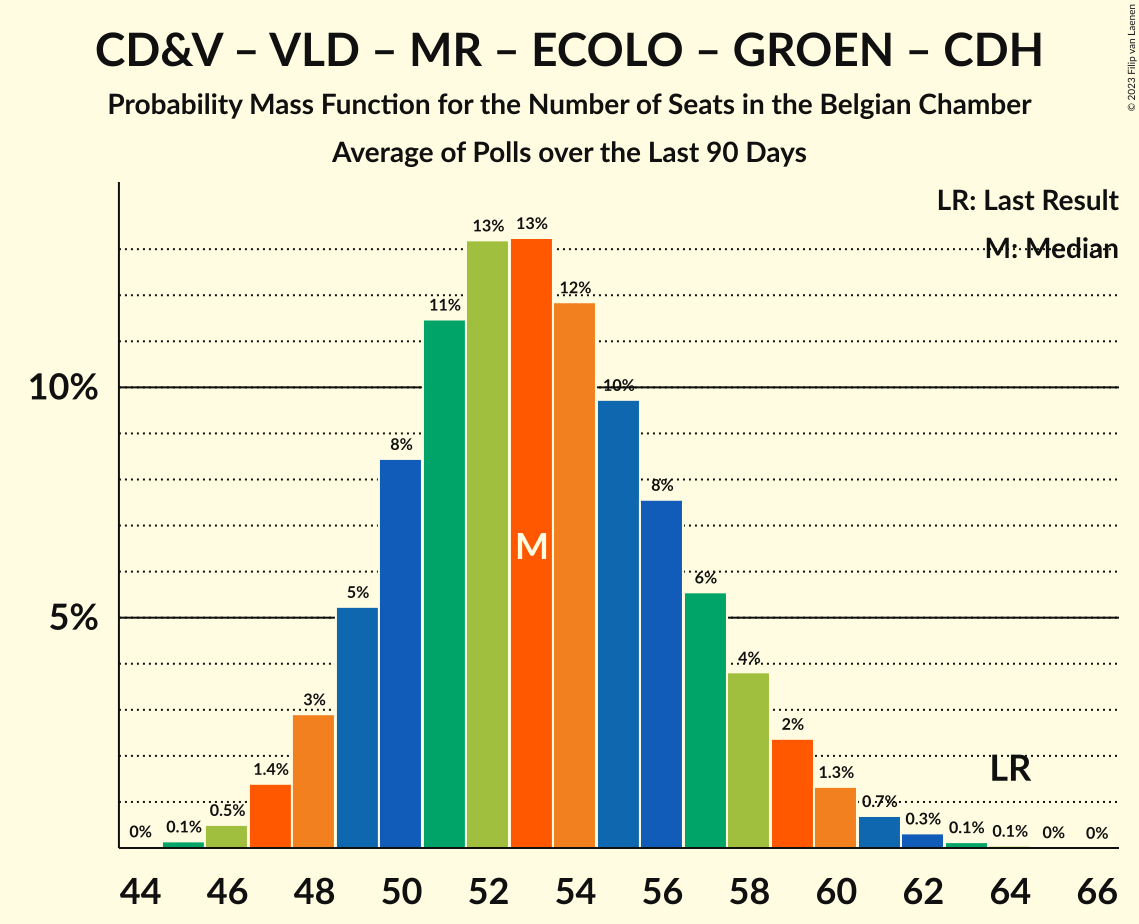 CD&V – VLD – MR – ECOLO – GROEN – CDH
Probability Mass Function for the Number of Seats in the Belgian Chamber
Average of Polls over the Last 90 Days
© 2023 Filip van Laenen
LR: Last Result
M: Median
10%
5%
0% 0.1% 0.5% 1.4% 3% 5% 8% 11% 13% 13% 12% 10% 8% 6% 4% 2% 1.3% 0.7% 0.3% 0.1% 0.1% 0% 0%
M
LR
44 46 48 50 52 54 56 58 60 62 64 66